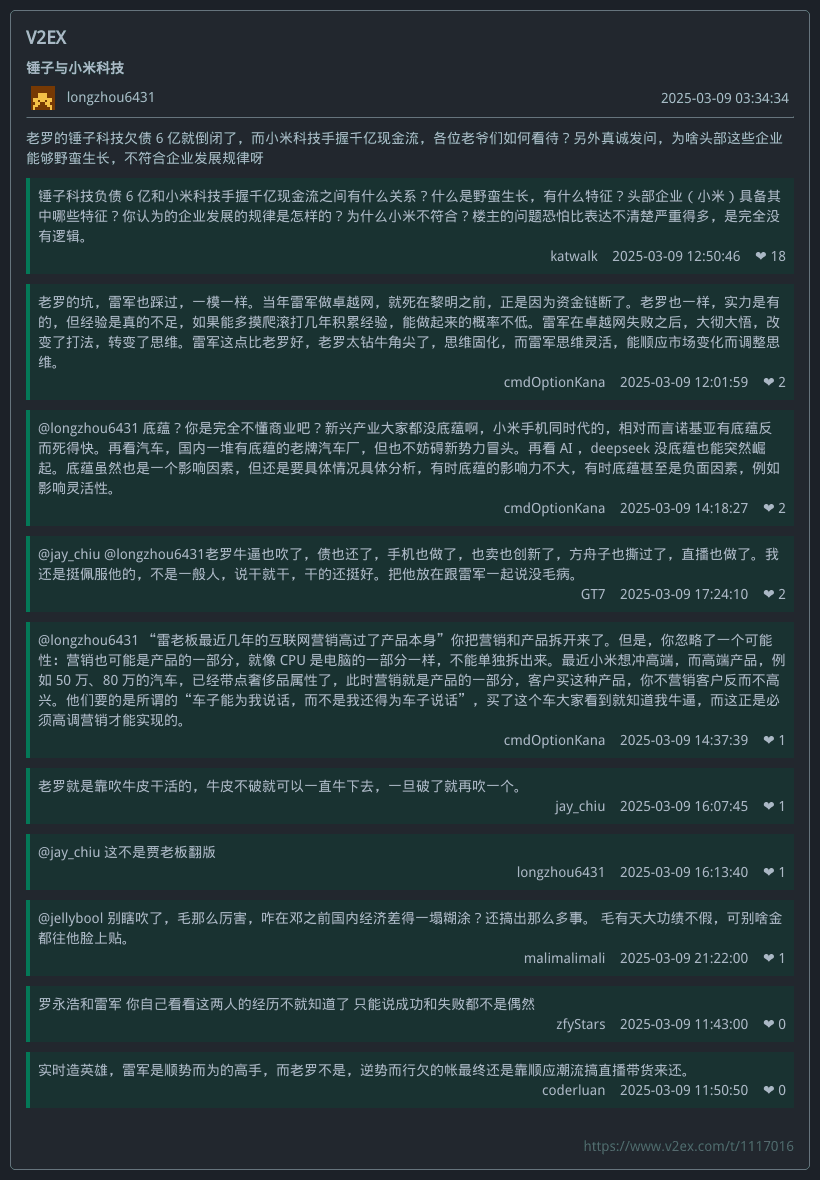 V2EX
锤子与小米科技
longzhou6431 2025-03-09 03:34:34
老罗的锤子科技欠债 6 亿就倒闭了，而小米科技手握千亿现金流，各位老爷们如何看待？另外真诚发问，为啥头部这些企业
能够野蛮生长，不符合企业发展规律呀
锤子科技负债 6 亿和小米科技手握千亿现金流之间有什么关系？什么是野蛮生长，有什么特征？头部企业（小米）具备其
中哪些特征？你认为的企业发展的规律是怎样的？为什么小米不符合？楼主的问题恐怕比表达不清楚严重得多，是完全没
有逻辑。
katwalk 2025-03-09 12:50:46 ❤ 18
老罗的坑，雷军也踩过，一模一样。当年雷军做卓越网，就死在黎明之前，正是因为资金链断了。老罗也一样，实力是有
的，但经验是真的不足，如果能多摸爬滚打几年积累经验，能做起来的概率不低。雷军在卓越网失败之后，大彻大悟，改
变了打法，转变了思维。雷军这点比老罗好，老罗太钻牛角尖了，思维固化，而雷军思维灵活，能顺应市场变化而调整思
维。
cmdOptionKana 2025-03-09 12:01:59 ❤ 2
@longzhou6431 底蕴？你是完全不懂商业吧？新兴产业大家都没底蕴啊，小米手机同时代的，相对而言诺基亚有底蕴反
而死得快。再看汽车，国内一堆有底蕴的老牌汽车厂，但也不妨碍新势力冒头。再看 AI ，deepseek 没底蕴也能突然崛
起。底蕴虽然也是一个影响因素，但还是要具体情况具体分析，有时底蕴的影响力不大，有时底蕴甚至是负面因素，例如
影响灵活性。
cmdOptionKana 2025-03-09 14:18:27 ❤ 2
@jay_chiu @longzhou6431老罗牛逼也吹了，债也还了，手机也做了，也卖也创新了，方舟子也撕过了，直播也做了。我
还是挺佩服他的，不是一般人，说干就干，干的还挺好。把他放在跟雷军一起说没毛病。
GT7 2025-03-09 17:24:10 ❤ 2
@longzhou6431 “雷老板最近几年的互联网营销高过了产品本身”你把营销和产品拆开来了。但是，你忽略了一个可能
性：营销也可能是产品的一部分，就像 CPU 是电脑的一部分一样，不能单独拆出来。最近小米想冲高端，而高端产品，例
如 50 万、80 万的汽车，已经带点奢侈品属性了，此时营销就是产品的一部分，客户买这种产品，你不营销客户反而不高
兴。他们要的是所谓的“车子能为我说话，而不是我还得为车子说话”，买了这个车大家看到就知道我牛逼，而这正是必
须高调营销才能实现的。
cmdOptionKana 2025-03-09 14:37:39 ❤ 1
老罗就是靠吹牛皮干活的，牛皮不破就可以一直牛下去，一旦破了就再吹一个。
jay_chiu 2025-03-09 16:07:45 ❤ 1
@jay_chiu 这不是贾老板翻版
longzhou6431 2025-03-09 16:13:40 ❤ 1
@jellybool 别瞎吹了，毛那么厉害，咋在邓之前国内经济差得一塌糊涂？还搞出那么多事。 毛有天大功绩不假，可别啥金
都往他脸上贴。
malimalimali 2025-03-09 21:22:00 ❤ 1
罗永浩和雷军 你自己看看这两人的经历不就知道了 只能说成功和失败都不是偶然
zfyStars 2025-03-09 11:43:00 ❤ 0
实时造英雄，雷军是顺势而为的高手，而老罗不是，逆势而行欠的帐最终还是靠顺应潮流搞直播带货来还。
coderluan 2025-03-09 11:50:50 ❤ 0
https://www.v2ex.com/t/1117016